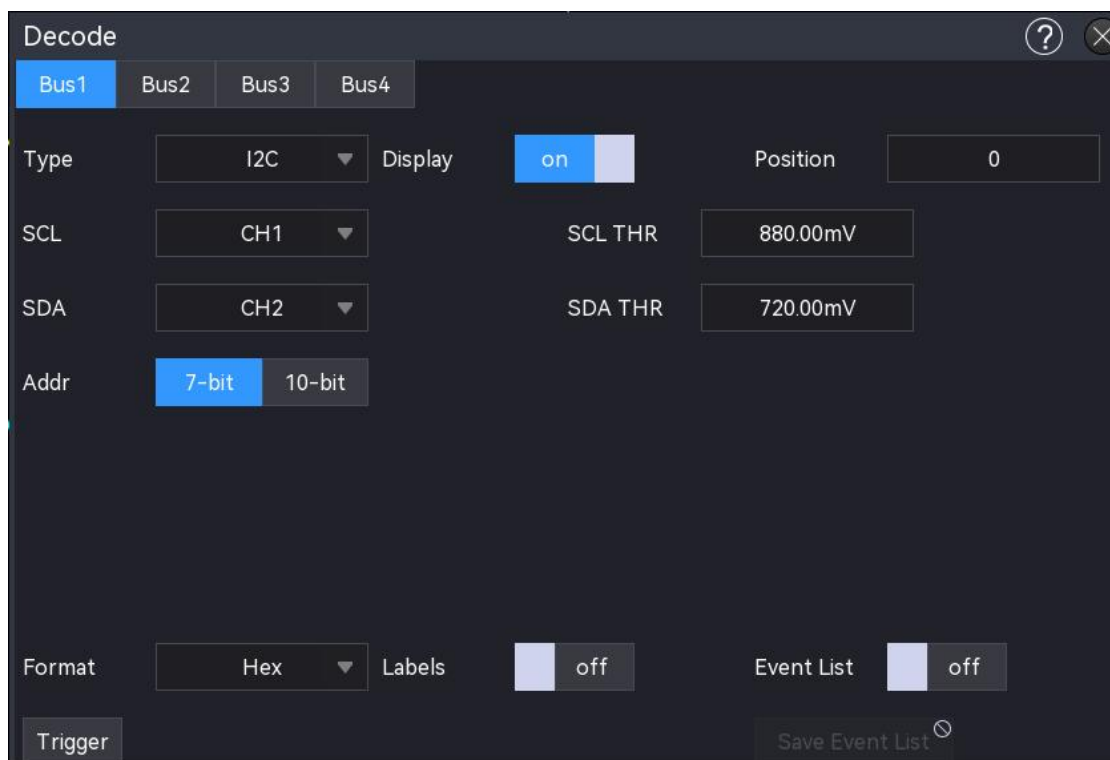 Decode ?
Bus1 Bus2 Bus3 Bus4
Type I2C Display on Position 0
SCL CH1 SCL THR 880.00mV
SDA CH2 SDA THR 720.00mV
Addr 7-bit 10-bit
Format Hex Labels off Event List off
Trigger Save Event List